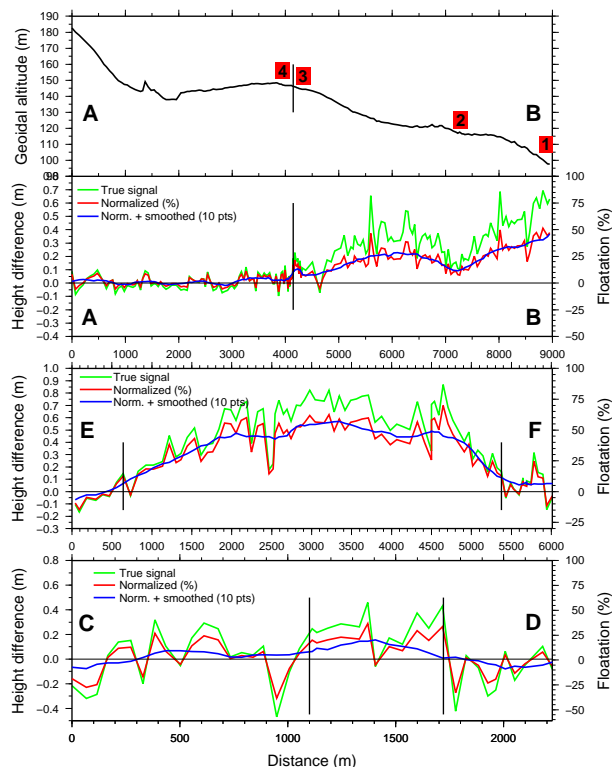 190
180
170
160
150
140
130
120
110
100
90
Geoidal altitude (m)
4 3
2
1
A B
0.8
0.7
0.6
0.5
0.4
0.3
0.2
0.1
0.0
−0.1
−0.2
−0.3
−0.4
Height difference (m)
True signal
Normalized (%)
Norm. + smoothed (10 pts)
A B
100
75
50
25
0
−25
−50
Floatation (%)
0 1000 2000 3000 4000 5000 6000 7000 8000 9000
1.0
0.9
0.8
0.7
0.6
0.5
0.4
0.3
0.2
0.1
0.0
−0.1
−0.2
−0.3
Height difference (m)
True signal
Normalized (%)
Norm. + smoothed (10 pts)
E F
100
75
50
25
0
−25
Floatation (%)
0 500 1000 1500 2000 2500 3000 3500 4000 4500 5000 5500 6000
0.8
0.6
0.4
0.2
0.0
−0.2
−0.4
Height difference (m)
True signal
Normalized (%)
Norm. + smoothed (10 pts)
C D
100
75
50
25
0
−25
−50
Floatation (%)
0 500 1000 1500 2000
Distance (m)